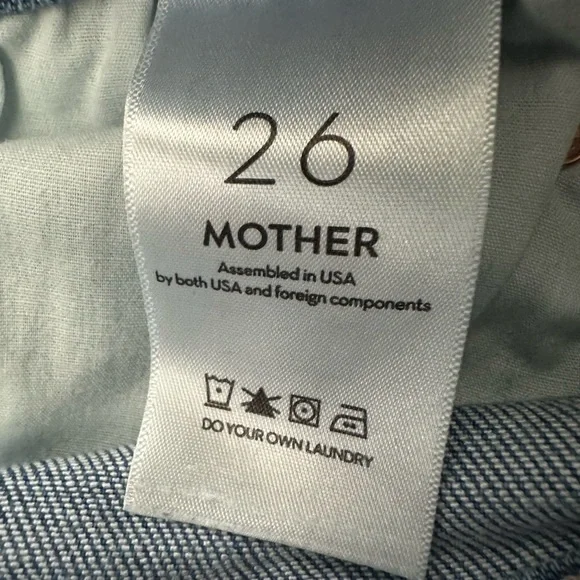 26
MOTHER
Assembled in USA
by both USA and foreign components
DO YOUR OWN LAUNDRY